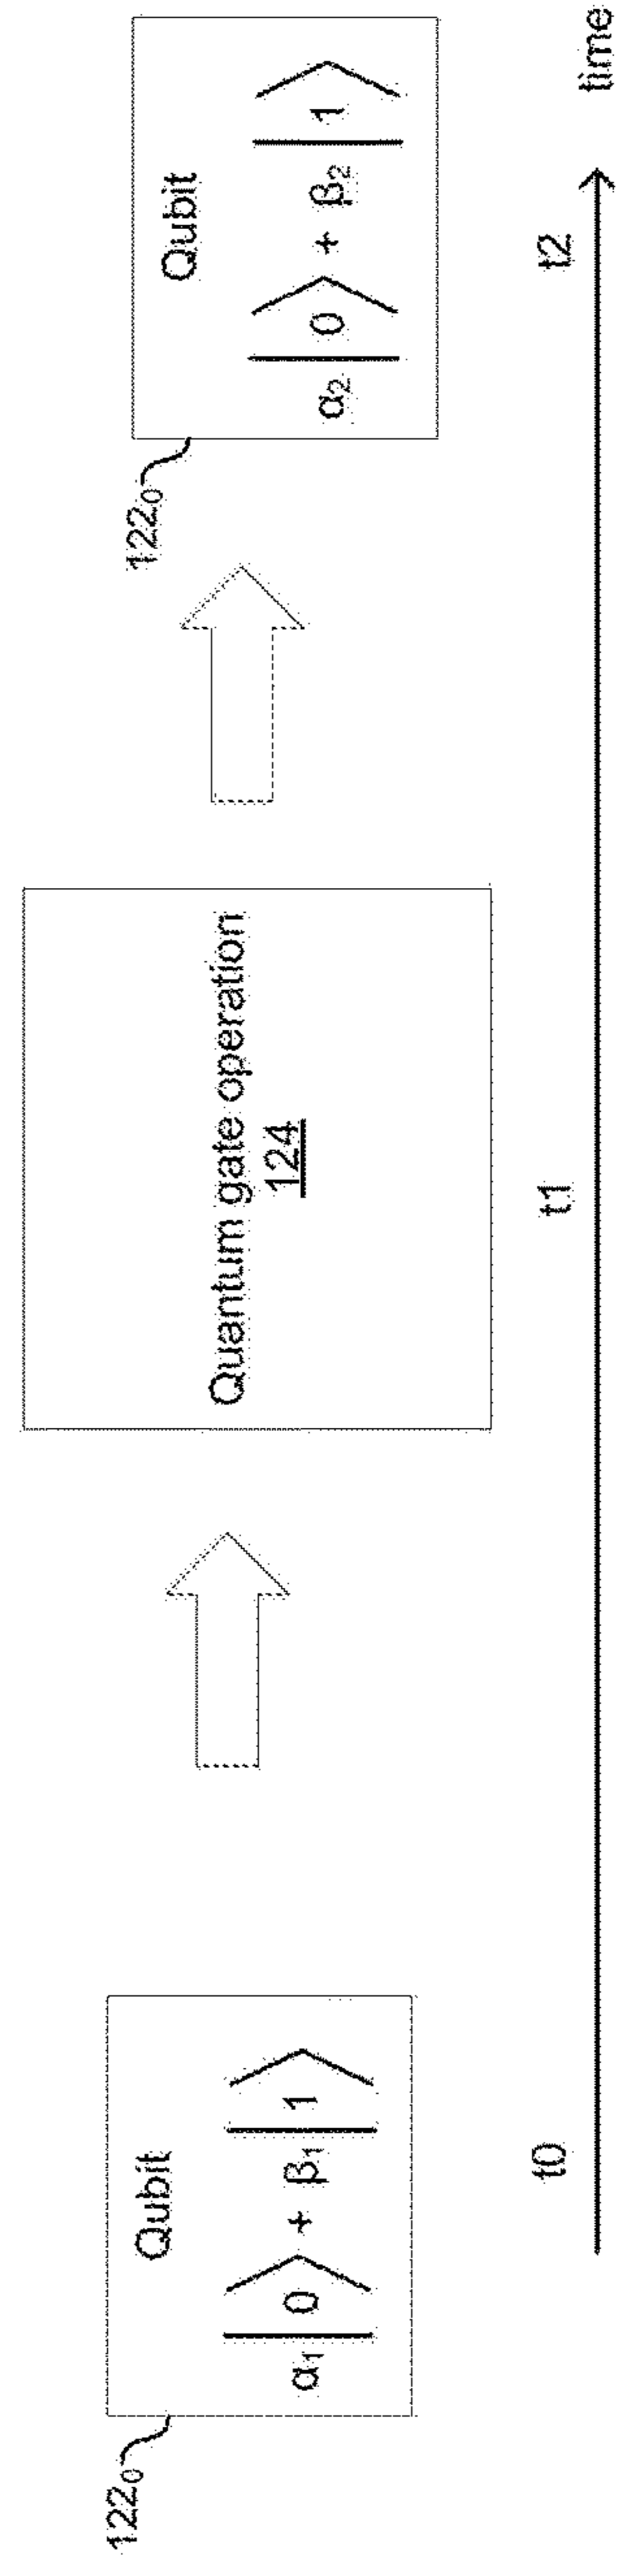 122₀
Qubit
α₁|0⟩ + β₁|1⟩
Quantum gate operation
124
122₀
Qubit
α₂|0⟩ + β₂|1⟩
t0
t1
t2
time